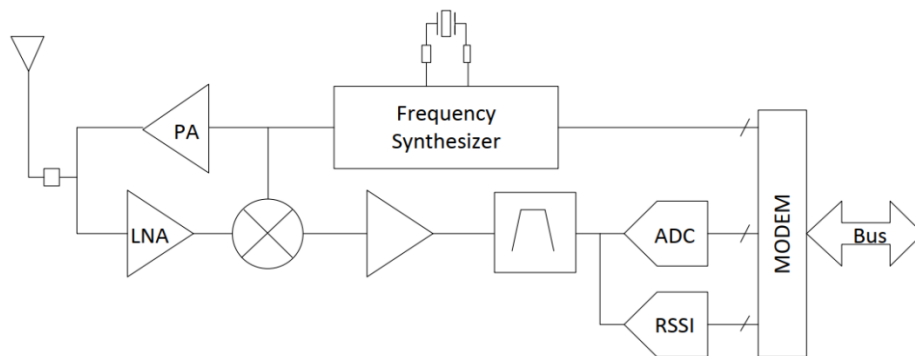 Frequency
Synthesizer
PA
LNA
ADC
RSSI
MODEM
Bus